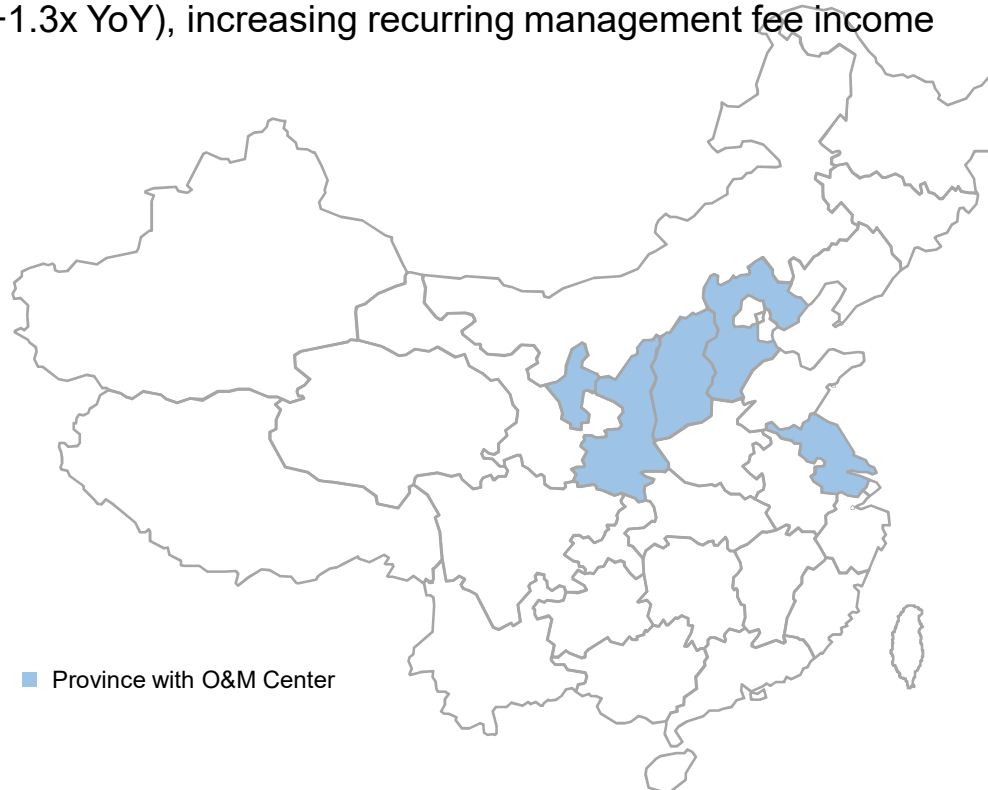 -1.3x YoY), increasing recurring management fee income
Province with O&M Center